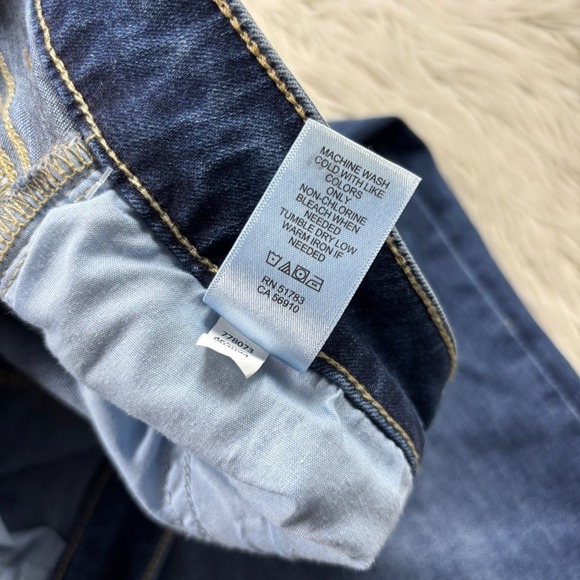 MACHINE WASH
COLD WITH LIKE
COLORS
ONLY
NON-CHLORINE
BLEACH WHEN
NEEDED
TUMBLE DRY LOW
WARM IRON IF
NEEDED
RN 51783
CA 56910
778073